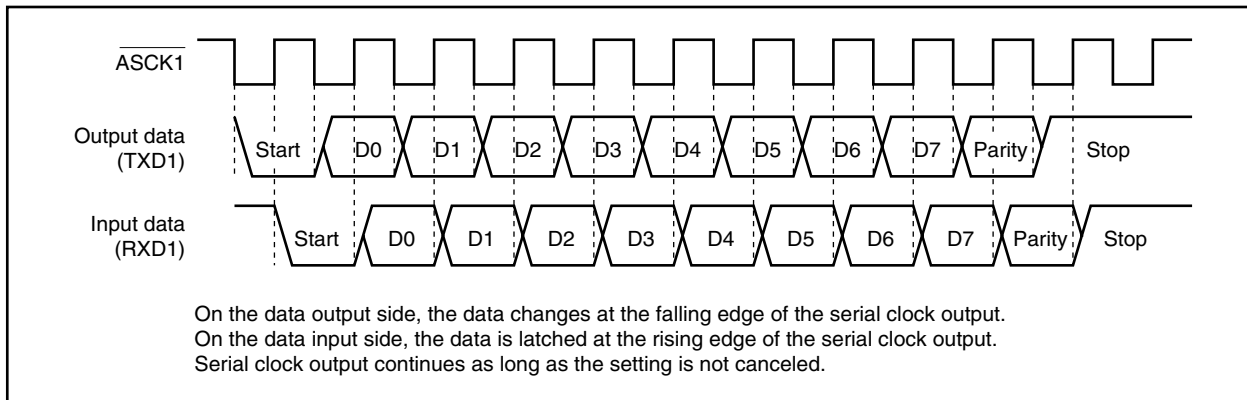 ASCK1
Output data
(TXD1)
Start D0 D1 D2 D3 D4 D5 D6 D7 Parity Stop
Input data
(RXD1)
Start D0 D1 D2 D3 D4 D5 D6 D7 Parity Stop
On the data output side, the data changes at the falling edge of the serial clock output.
On the data input side, the data is latched at the rising edge of the serial clock output.
Serial clock output continues as long as the setting is not canceled.